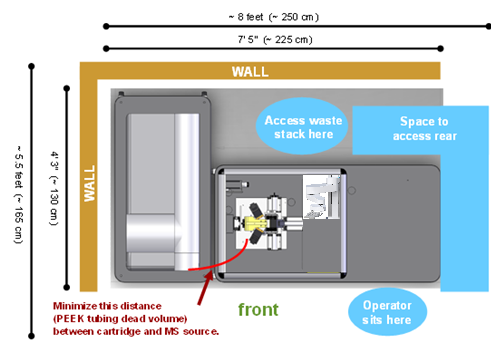 ~ 8 feet (~ 250 cm)
7' 5" (~ 225 cm)
WALL
Access waste
stack here
Space to
access rear
~ 5.5 feet (~ 165 cm)
4'3" (~ 130 cm)
WALL
Minimize this distance
(PEEK tubing dead volume)
between cartridge and MS source.
front
Operator
sits here